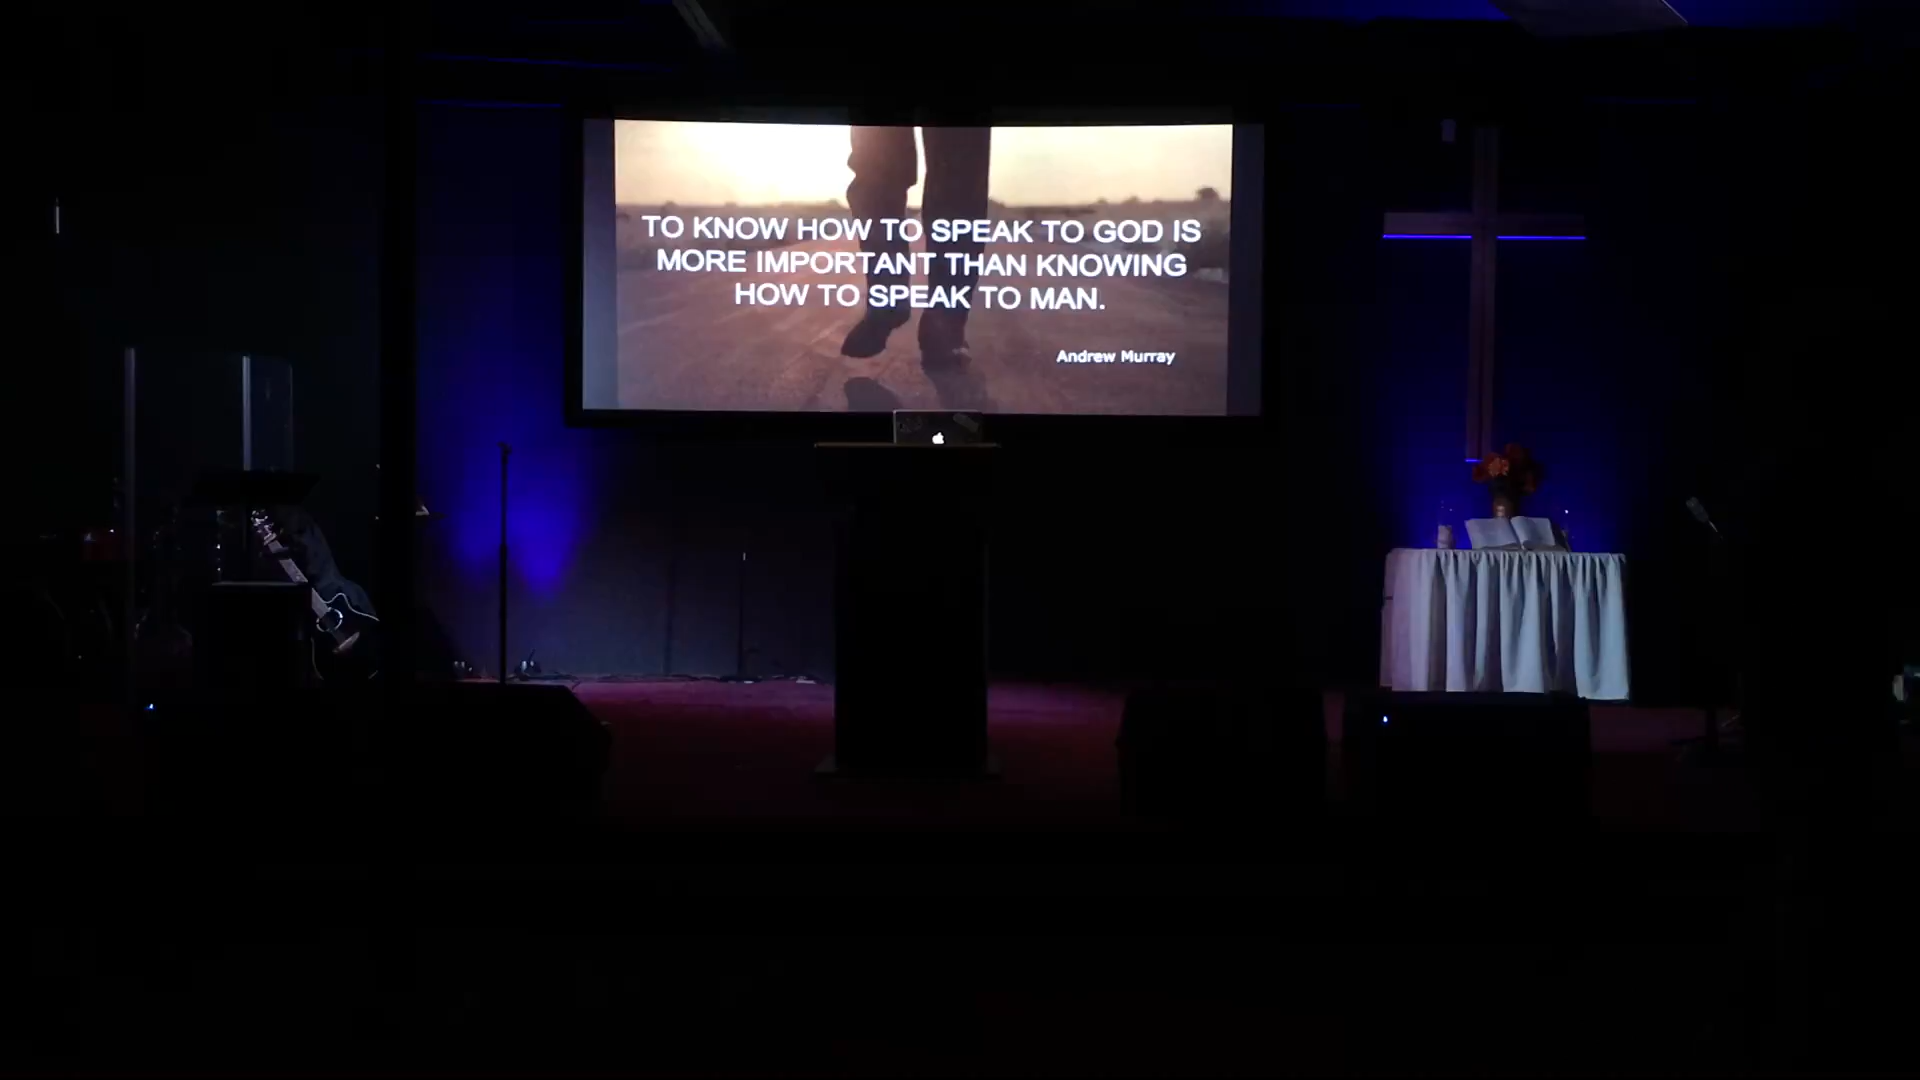 TO KNOW HOW TO SPEAK TO GOD IS
MORE IMPORTANT THAN KNOWING
HOW TO SPEAK TO MAN.
Andrew Murray